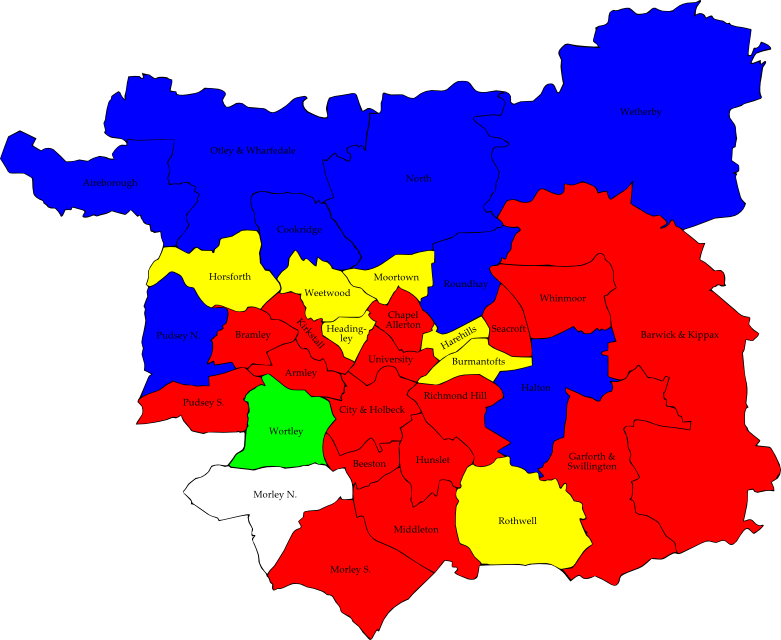 Wetherby
Otley & Wharfedale
North
Aireborough
Cookridge
Horsforth
Moortown
Roundhay
Weetwood
Whinmoor
Chapel
Allerton
Seacroft
Barwick & Kippax
Pudsey N.
Bramley
Kirkstall
Heading-
ley
Harehills
University
Burmantofts
Armley
Halton
Pudsey S.
City & Holbeck
Richmond Hill
Wortley
Beeston
Hunslet
Garforth &
Swillington
Morley N.
Middleton
Rothwell
Morley S.